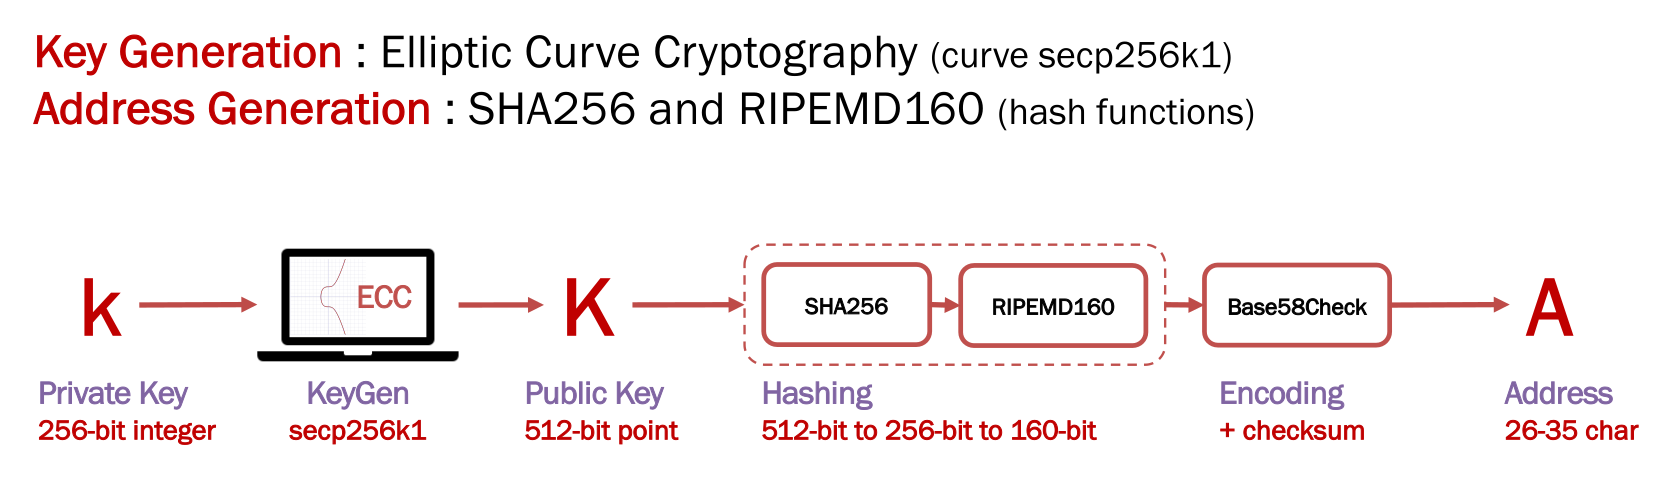 Key Generation : Elliptic Curve Cryptography (curve secp256k1)
Address Generation : SHA256 and RIPEMD160 (hash functions)
k
ECC
K
SHA256
RIPEMD160
Base58Check
A
Private Key
256-bit integer
KeyGen
secp256k1
Public Key
512-bit point
Hashing
512-bit to 256-bit to 160-bit
Encoding
+ checksum
Address
26-35 char